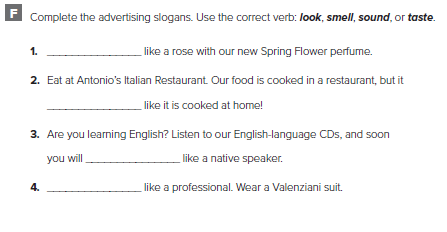 F Complete the advertising slogans. Use the correct verb: look, smell, sound, or taste.
1. ________________ like a rose with our new Spring Flower perfume.
2. Eat at Antonio's Italian Restaurant. Our food is cooked in a restaurant, but it
________________ like it is cooked at home!
3. Are you learning English? Listen to our English-language CDs, and soon
you will ________________ like a native speaker.
4. ________________ like a professional. Wear a Valenziani suit.